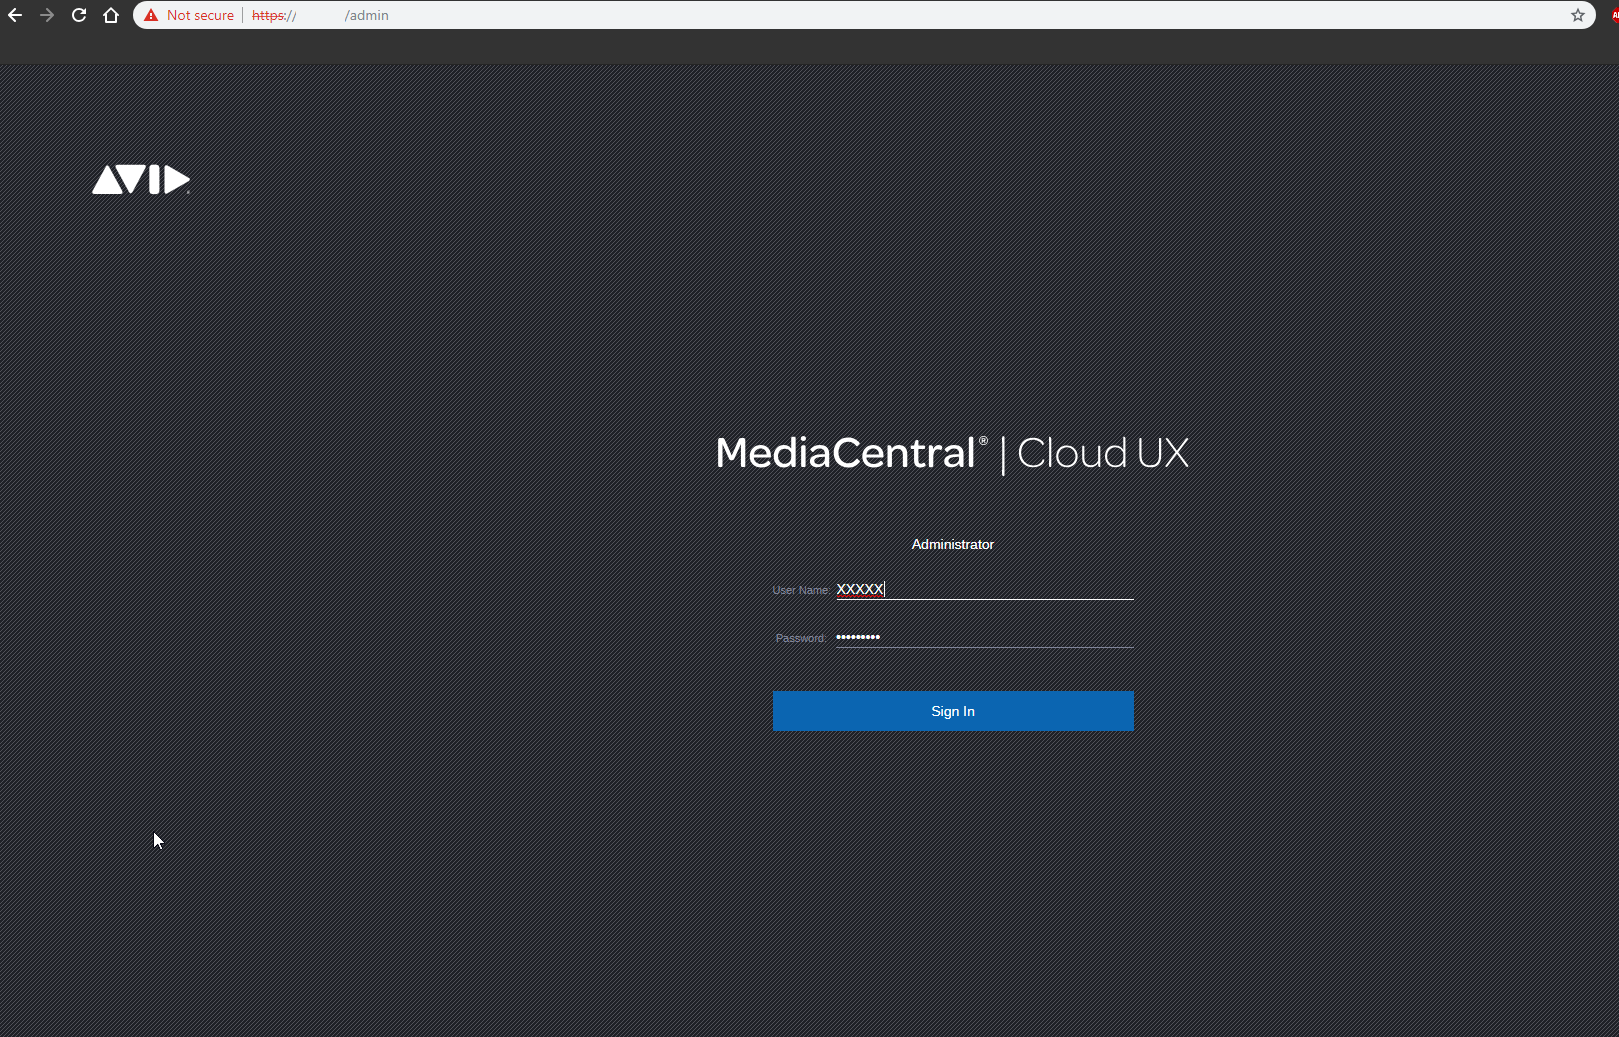 Not secure https:// /admin
AVID
MediaCentral® | Cloud UX
Administrator
User Name: XXXXX
Password: •••••••••
Sign In